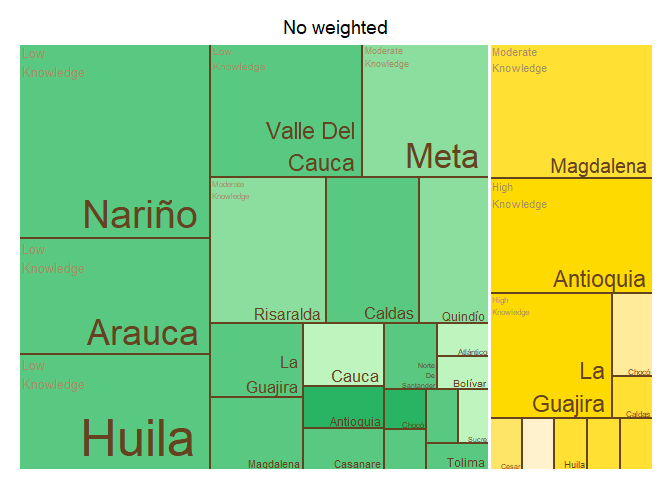 No weighted
Low
Knowledge
Nariño
Low
Knowledge
Arauca
Low
Knowledge
Huila
Low
Knowledge
Valle Del
Cauca
Moderate
Knowledge
Meta
Moderate
Knowledge
Risaralda
Caldas
Quindío
La
Guajira
Magdalena
Cauca
Antioquia
Casanare
Norte
De
Santander
Chocó
Atlántico
Bolívar
Sucre
Tolima
Moderate
Knowledge
Magdalena
High
Knowledge
Antioquia
High
Knowledge
La
Guajira
Chocó
Caldas
Cesar
Huila